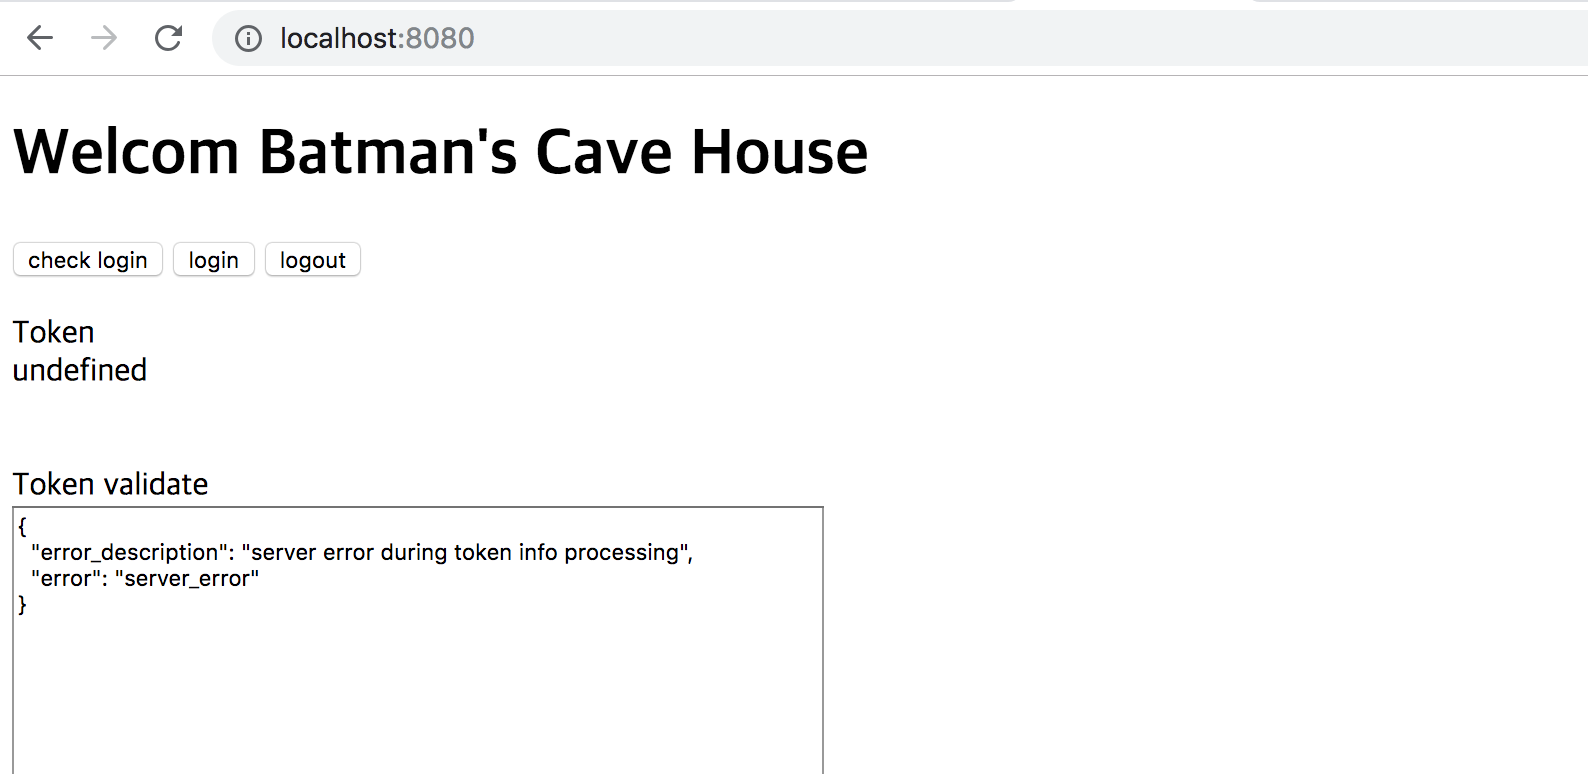 localhost:8080
Welcom Batman's Cave House
check login login logout
Token
undefined
Token validate
{
"error_description": "server error during token info processing",
"error": "server_error"
}